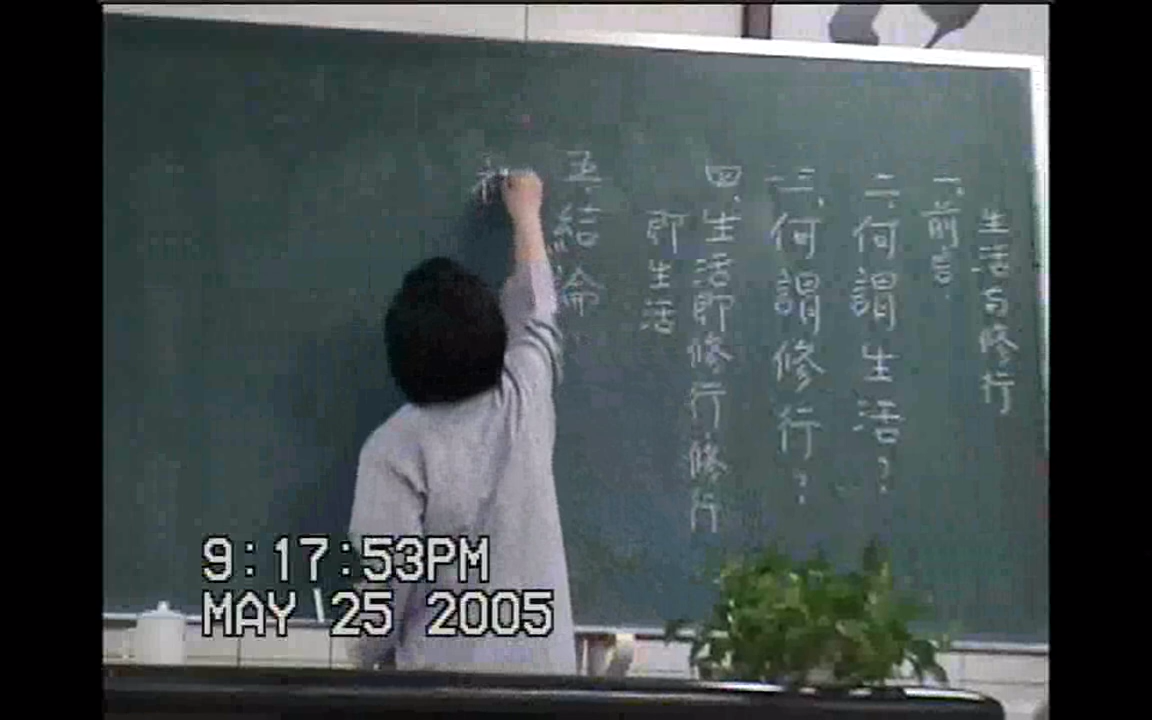 生活与修行
一、前言
二、何謂生活？
三、何謂修行？
四、生活即修行修行
即生活
五、結論
9:17:53PM
MAY 25 2005